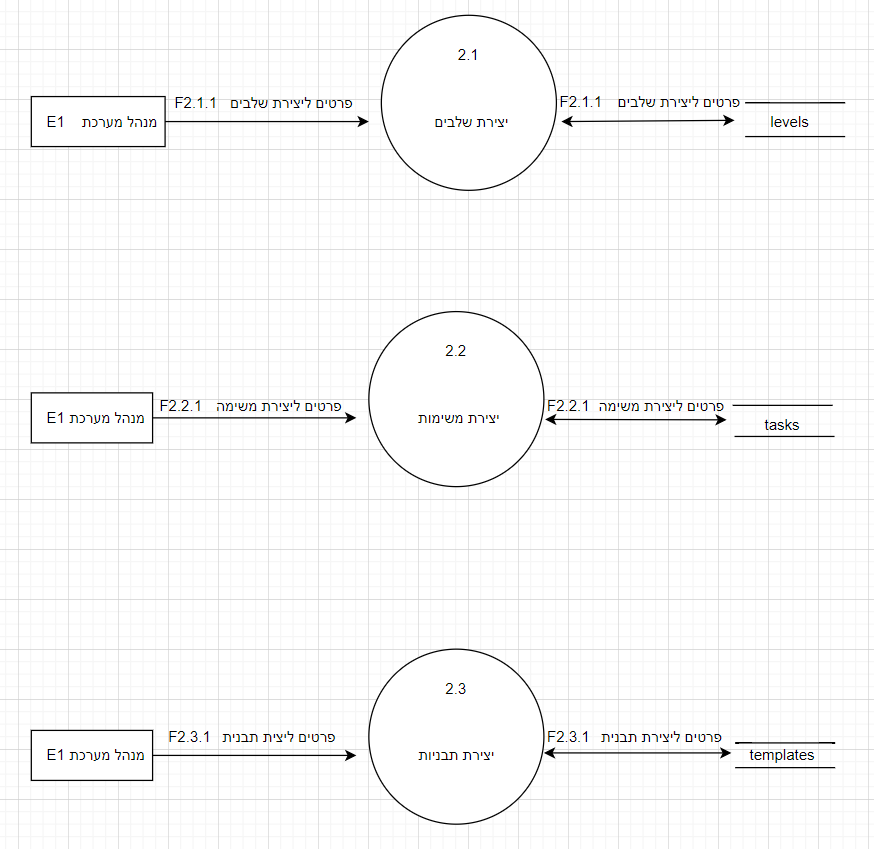 2.1
E1 מנהל מערכת
F2.1.1 פרטים ליצירת שלבים
יצירת שלבים
F2.1.1 פרטים ליצירת שלבים
levels
2.2
E1 מנהל מערכת
F2.2.1 פרטים ליצירת משימה
יצירת משימות
F2.2.1 פרטים ליצירת משימה
tasks
2.3
E1 מנהל מערכת
F2.3.1 פרטים ליצית תבנית
יצירת תבניות
F2.3.1 פרטים ליצירת תבנית
templates